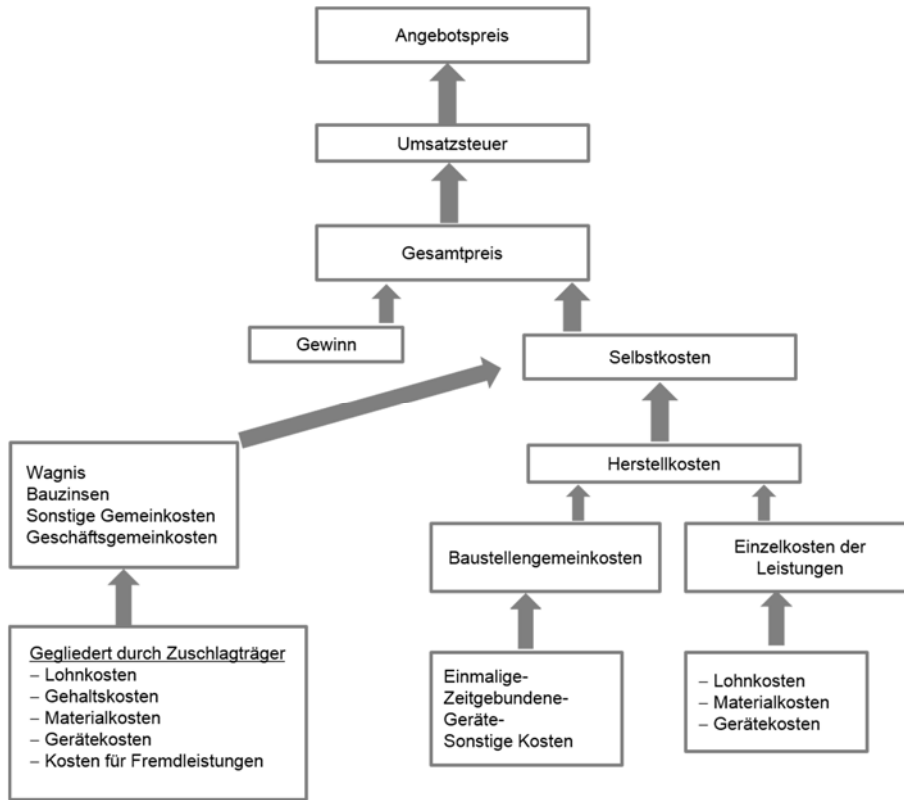 Angebotspreis
Umsatzsteuer
Gesamtpreis
Gewinn
Selbstkosten
Wagnis
Bauzinsen
Sonstige Gemeinkosten
Geschäftsgemeinkosten
Herstellkosten
Baustellengemeinkosten
Einzelkosten der
Leistungen
Gegliedert durch Zuschlagträger
– Lohnkosten
– Gehaltskosten
– Materialkosten
– Gerätekosten
– Kosten für Fremdleistungen
Einmalige-
Zeitgebundene-
Geräte-
Sonstige Kosten
– Lohnkosten
– Materialkosten
– Gerätekosten